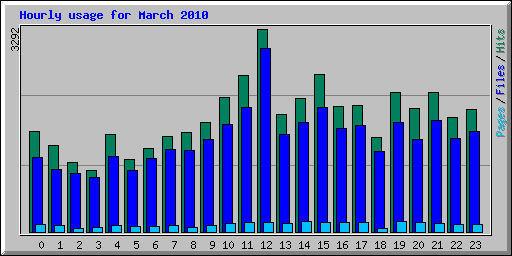 Hourly usage for March 2010
3292
Pages/Files/Hits
0 1 2 3 4 5 6 7 8 9 10 11 12 13 14 15 16 17 18 19 20 21 22 23